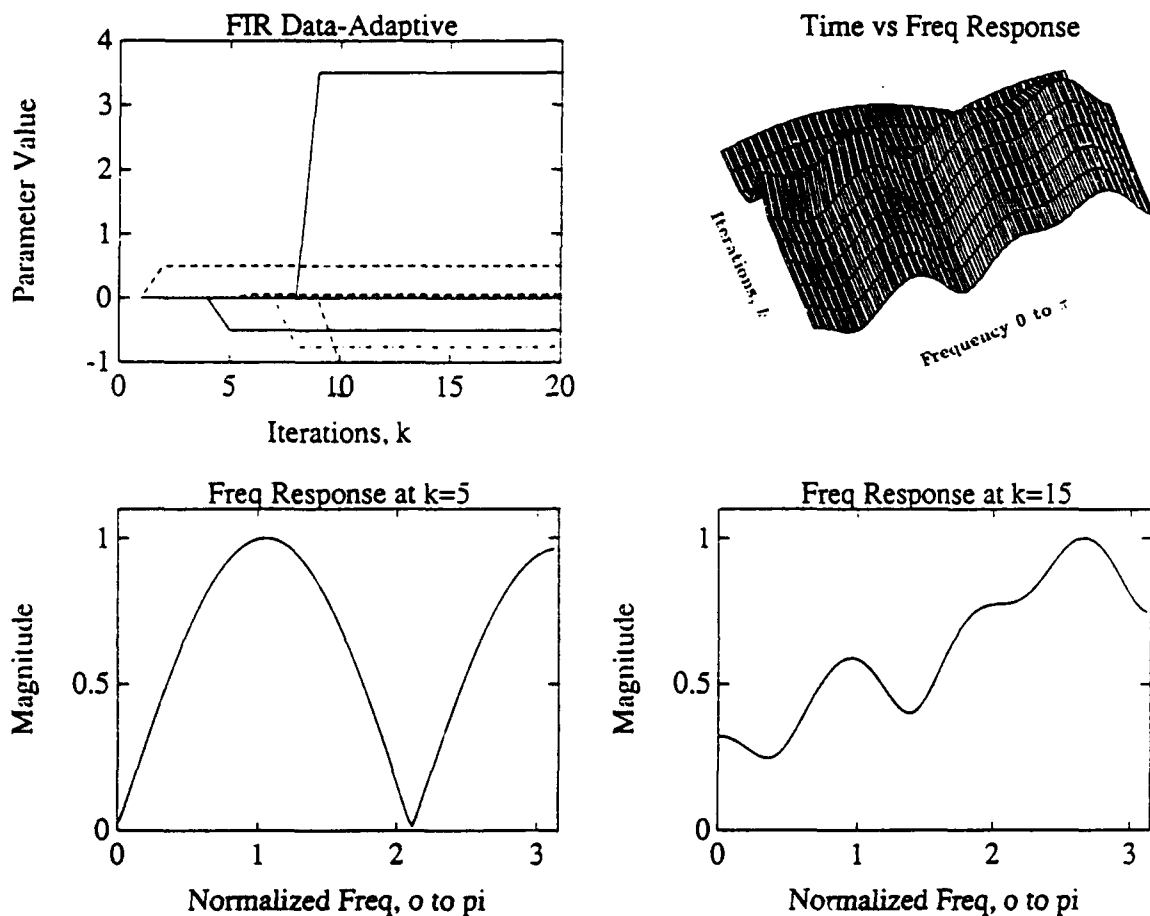 FIR Data-Adaptive
Parameter Value
4
3
2
1
0
-1
0
5
10
15
20
Iterations, k
Time vs Freq Response
Iterations, k
Frequency 0 to π
Freq Response at k=5
Magnitude
1
0.5
0
0
1
2
3
Normalized Freq, o to pi
Freq Response at k=15
Magnitude
1
0.5
0
0
1
2
3
Normalized Freq, o to pi